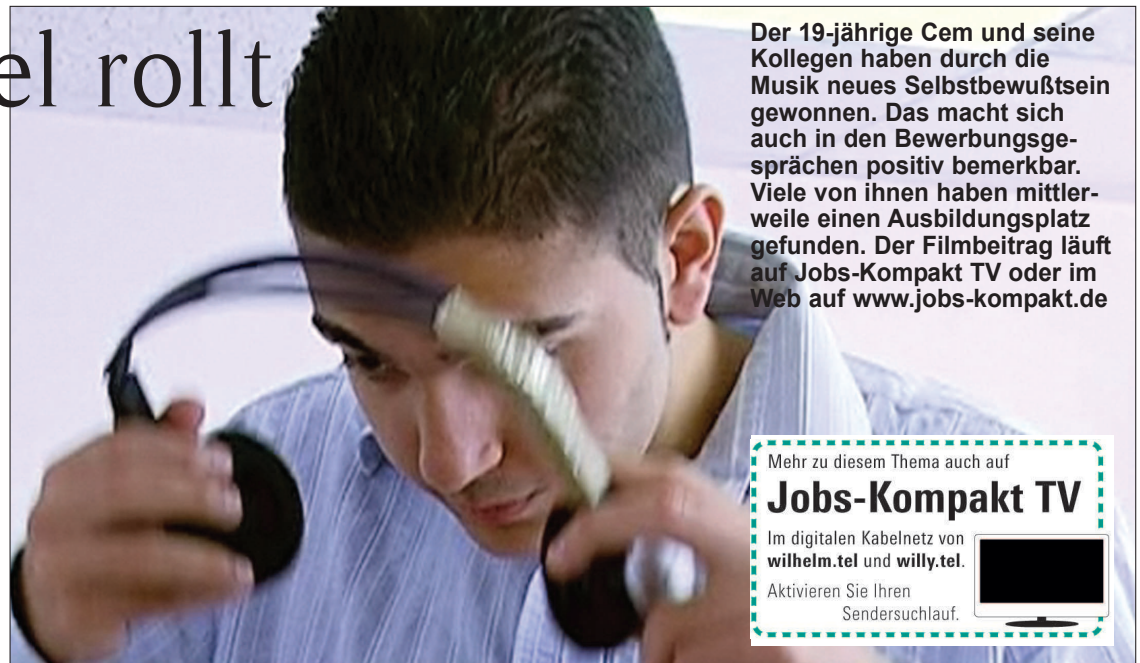 el rollt
Der 19-jährige Cem und seine
Kollegen haben durch die
Musik neues Selbstbewußtsein
gewonnen. Das macht sich
auch in den Bewerbungsge-
sprächen positiv bemerkbar.
Viele von ihnen haben mittler-
weile einen Ausbildungsplatz
gefunden. Der Filmbeitrag läuft
auf Jobs-Kompakt TV oder im
Web auf www.jobs-kompakt.de
Mehr zu diesem Thema auch auf
Jobs-Kompakt TV
Im digitalen Kabelnetz von
wilhelm.tel und willy.tel.
Aktivieren Sie Ihren
Sendersuchlauf.